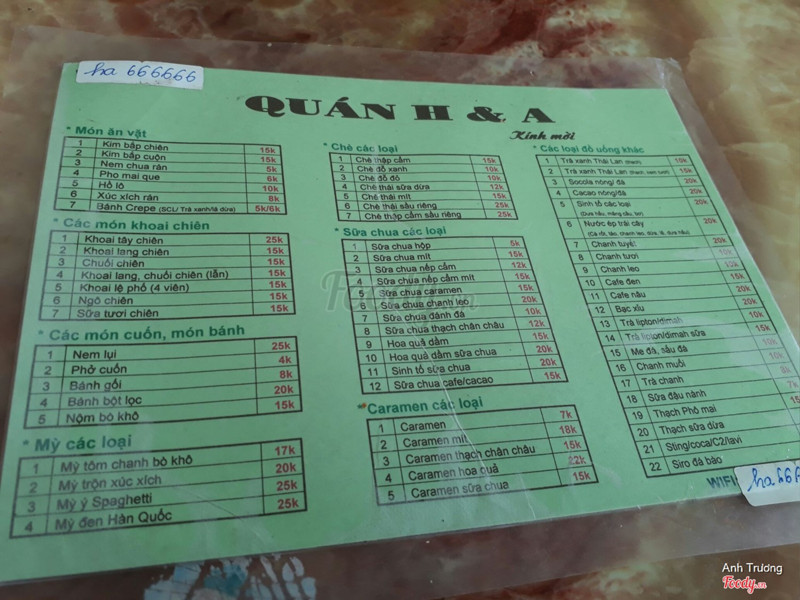 ha 666666
QUÁN H & A
Kính mời
* Món ăn vặt
1 Kim bắp chiên 15k
2 Kim bắp cuộn 15k
3 Nem chua rán 5k
4 Pho mai que 6k
5 Hồ lô 10k
6 Xúc xích rán 8k
7 Bánh Crepe (SCL/ Trà xanh/lá dứa) 5k/6k
* Các món khoai chiên
1 Khoai tây chiên 25k
2 Khoai lang chiên 15k
3 Chuối chiên 15k
4 Khoai lang, chuối chiên (lẫn) 15k
5 Khoai lệ phố (4 viên) 15k
6 Ngô chiên 15k
7 Sữa tươi chiên 15k
* Các món cuốn, món bánh
1 Nem lụi 25k
2 Phở cuốn 4k
3 Bánh gối 8k
4 Bánh bột lọc 20k
5 Nộm bò khô 15k
* Mỳ các loại
1 Mỳ tôm chanh bò khô 17k
2 Mỳ trộn xúc xích 20k
3 Mỳ ý Spaghetti 25k
4 Mỳ đen Hàn Quốc 25k
* Chè các loại
1 Chè thập cẩm 15k
2 Chè đỗ xanh 10k
3 Chè đỗ đỏ 10k
4 Chè thái sữa dừa 12k
5 Chè thái mít 15k
6 Chè thái sầu riêng 25k
7 Chè thập cẩm sầu riêng 25k
* Sữa chua các loại
1 Sữa chua hộp 5k
2 Sữa chua mít 15k
3 Sữa chua nếp cẩm 12k
4 Sữa chua nếp cẩm mít 15k
5 Sữa chua caramen 15k
6 Sữa chua chanh leo 20k
7 Sữa chua đánh đá 10k
8 Sữa chua thạch chân châu 12k
9 Hoa quả dầm 15k
10 Hoa quả dầm sữa chua 20k
11 Sinh tố sữa chua 20k
12 Sữa chua cafe/cacao 15k
* Caramen các loại
1 Caramen 7k
2 Caramen mít 18k
3 Caramen thạch chân châu 15k
4 Caramen hoa quả 22k
5 Caramen sữa chua 15k
* Các loại đồ uống khác
1 Trà xanh Thái Lan 10k
2 Trà xanh Thái Lan 15k
3 Socola nóng/ đá 20k
4 Cacao nóng/đá 20k
5 Sinh tố các loại 25k
(Dưa hấu, mãng cầu, bơ)
6 Nước ép trái cây 20k
7 Chanh tuyết 20k
8 Chanh tươi
9 Chanh leo
10 Cafe đen 15k
11 Cafe nâu 20k
12 Bạc xỉu 20k
13 Trà lipton/dimah 10k
14 Trà lipton/dimah sữa 15k
15 Me đá, sấu đá 10k
16 Chanh muối
17 Trà chanh
18 Sữa đậu nành
19 Thạch Phô mai
20 Thạch sữa dừa
21 Sting/coca/C2/lavi
22 Siro đá bào
WIFI
ha 666
Foody.vn
Anh Trương
Foody.vn